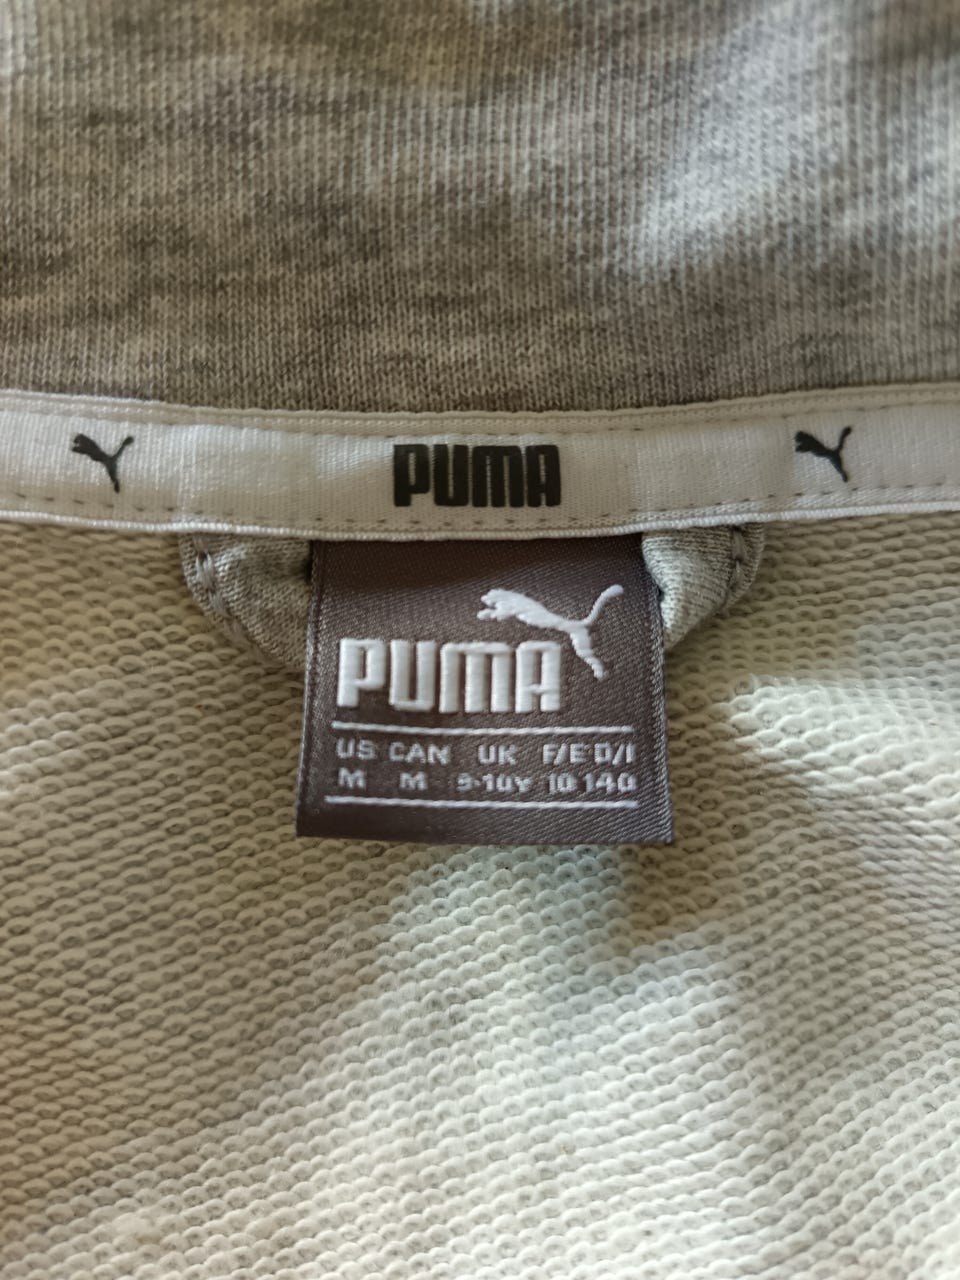 PUMA
PUMA
US CAN UK F/E D/I
M M 9-10Y 10 140